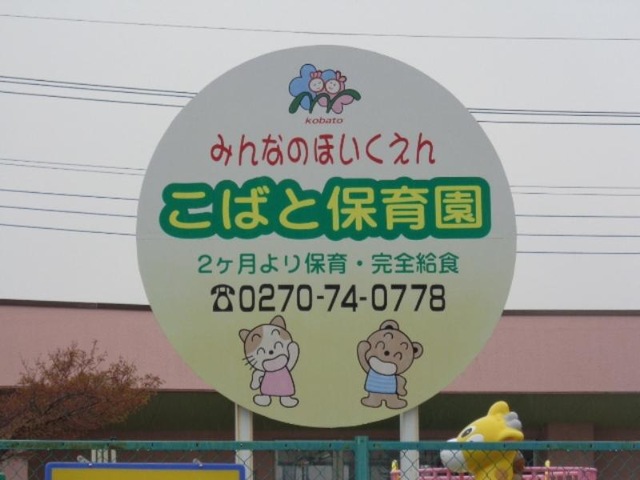 kobato
みんなのほいくえん
こばと保育園
2ヶ月より保育・完全給食
☎0270-74-0778